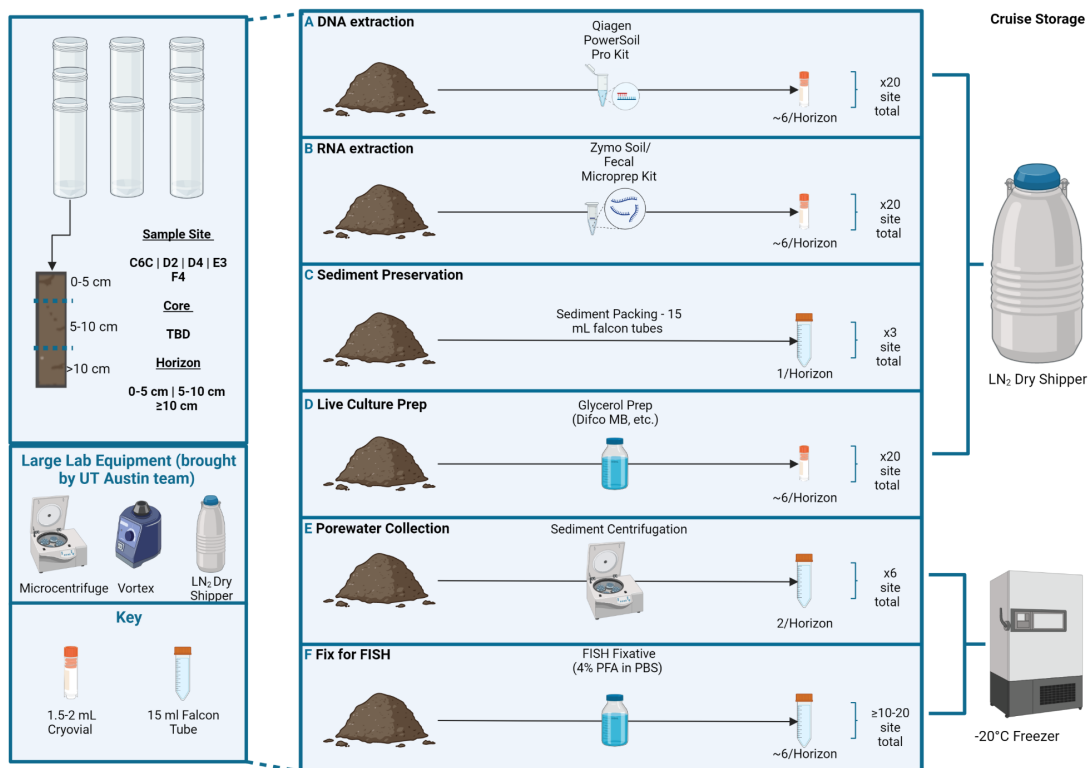 Sample Site
C6C | D2 | D4 | E3
F4
Core
TBD
Horizon
0-5 cm | 5-10 cm
≥10 cm
0-5 cm
5-10 cm
>10 cm
Large Lab Equipment (brought
by UT Austin team)
Microcentrifuge
Vortex
LN₂ Dry
Shipper
Key
1.5-2 mL
Cryovial
15 ml Falcon
Tube
A DNA extraction
Qiagen
PowerSoil
Pro Kit
~6/Horizon
x20
site
total
B RNA extraction
Zymo Soil/
Fecal
Microprep Kit
~6/Horizon
x20
site
total
C Sediment Preservation
Sediment Packing - 15
mL falcon tubes
1/Horizon
x3
site
total
D Live Culture Prep
Glycerol Prep
(Difco MB, etc.)
~6/Horizon
x20
site
total
E Porewater Collection
Sediment Centrifugation
2/Horizon
x6
site
total
F Fix for FISH
FISH Fixative
(4% PFA in PBS)
~6/Horizon
≥10-20
site
total
Cruise Storage
LN₂ Dry Shipper
-20°C Freezer